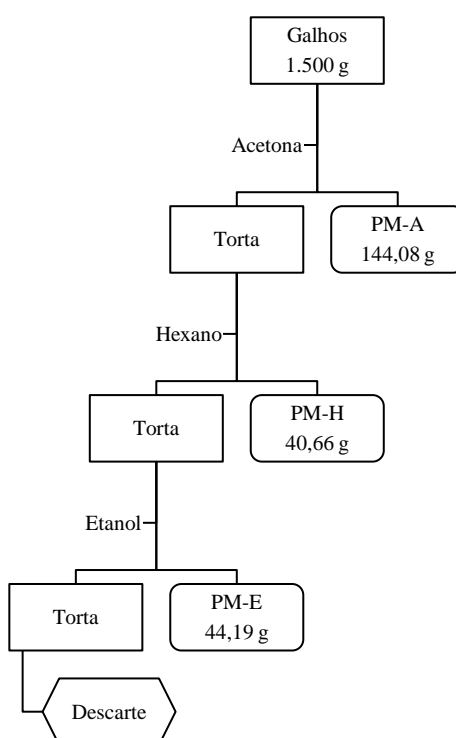 Galhos
1.500 g
Acetona
Torta
PM-A
144,08 g
Hexano
Torta
PM-H
40,66 g
Etanol
Torta
PM-E
44,19 g
Descarte